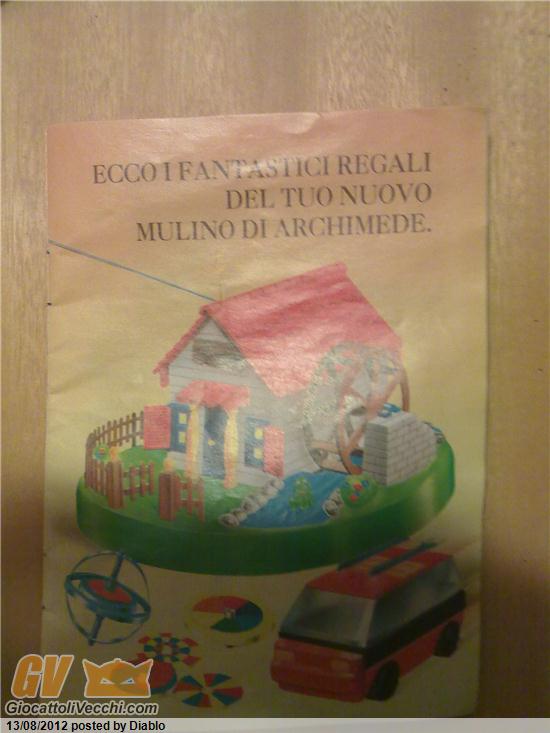 ECCO I FANTASTICI REGALI
DEL TUO NUOVO
MULINO DI ARCHIMEDE.
GV
GiocattoliVecchi.com
13/08/2012 posted by Diablo